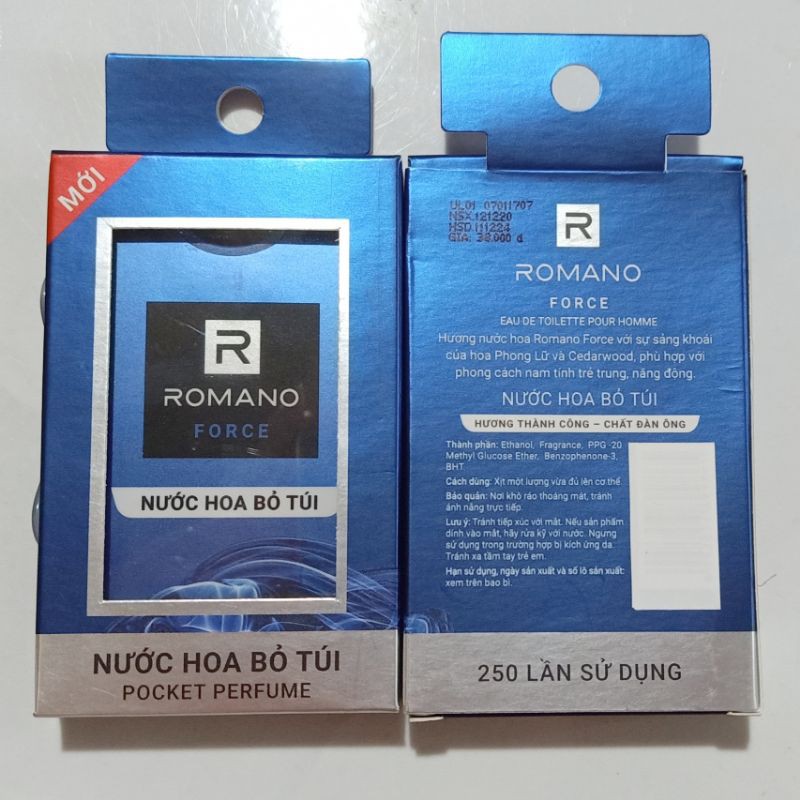 MỚI
R
ROMANO
FORCE
NƯỚC HOA BỎ TÚI
NƯỚC HOA BỎ TÚI
POCKET PERFUME
UL01 07011707
NSX.121220
HSD.111224
GIA: 38.000 đ
R
ROMANO
FORCE
EAU DE TOILETTE POUR HOMME
Hương nước hoa Romano Force với sự sảng khoái
của hoa Phong Lữ và Cedarwood, phù hợp với
phong cách nam tính trẻ trung, năng động.
NƯỚC HOA BỎ TÚI
HƯƠNG THÀNH CÔNG – CHẤT ĐÀN ÔNG
Thành phần: Ethanol, Fragrance, PPG -20
Methyl Glucose Ether, Benzophenone-3,
BHT
Cách dùng: Xịt một lượng vừa đủ lên cơ thể
Bảo quản: Nơi khô ráo thoáng mát, tránh
ánh nắng trực tiếp.
Lưu ý: Tránh tiếp xúc với mắt. Nếu sản phẩm
dính vào mắt, hãy rửa kỹ với nước. Ngưng
sử dụng trong trường hợp bị kích ứng da.
Tránh xa tầm tay trẻ em.
Hạn sử dụng, ngày sản xuất và số lô sản xuất:
xem trên bao bì.
250 LẦN SỬ DỤNG